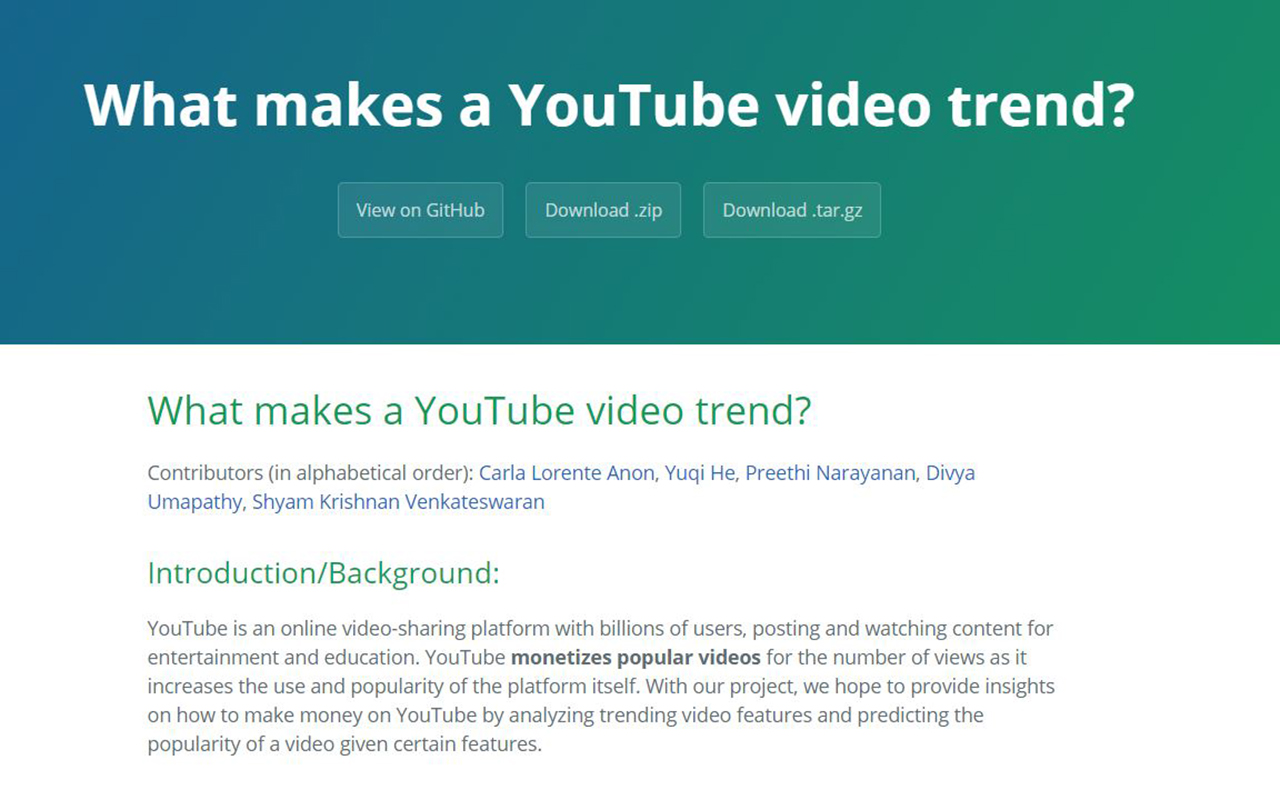 What makes a YouTube video trend?
View on GitHub
Download .zip
Download .tar.gz
What makes a YouTube video trend?
Contributors (in alphabetical order): Carla Lorente Anon, Yuqi He, Preethi Narayanan, Divya
Umapathy, Shyam Krishnan Venkateswaran
Introduction/Background:
YouTube is an online video-sharing platform with billions of users, posting and watching content for
entertainment and education. YouTube monetizes popular videos for the number of views as it
increases the use and popularity of the platform itself. With our project, we hope to provide insights
on how to make money on YouTube by analyzing trending video features and predicting the
popularity of a video given certain features.